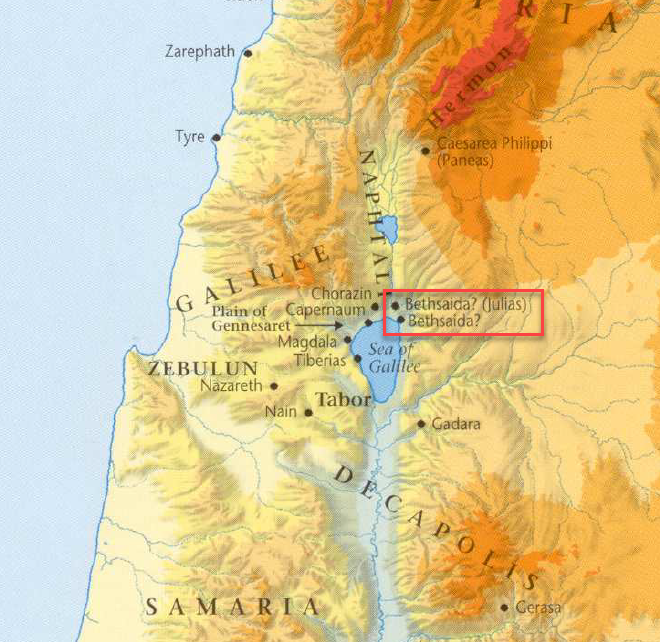 SYRIA
Zarephath
Hermon
Tyre
Caesarea Philippi
(Paneas)
NAPHTALI
GALILEE
Chorazin
Bethsaida? (Julias)
Capernaum
Plain of
Gennesaret
Bethsaida?
Magdala
Sea of
Galilee
Tiberias
ZEBULUN
Nazareth
Tabor
Nain
Gadara
DECAPOLIS
SAMARIA
Gerasa